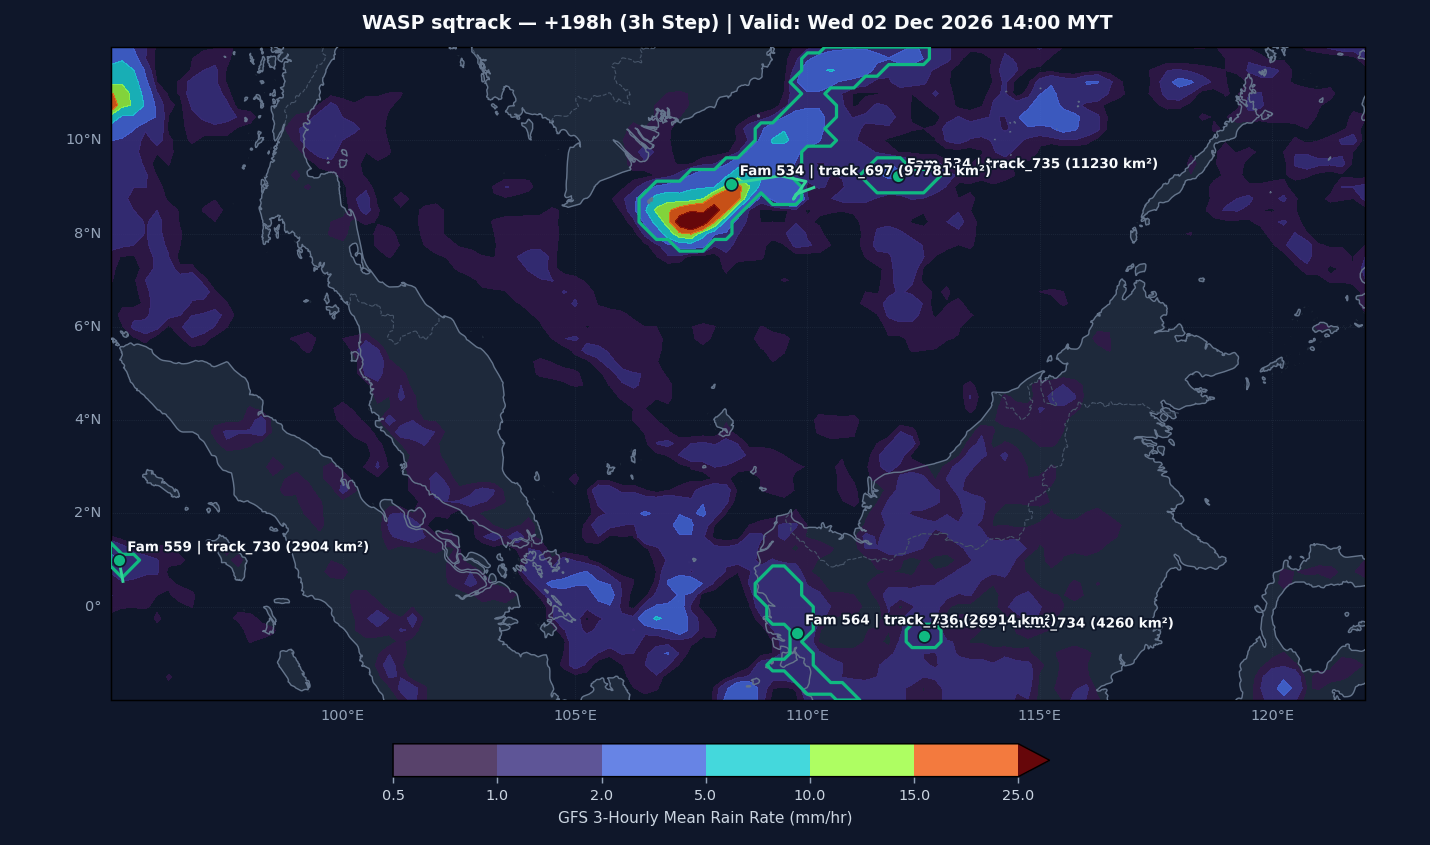 WASP sqtrack — +198h (3h Step) | Valid: Wed 02 Dec 2026 14:00 MYT
10°N
8°N
6°N
4°N
2°N
0°
Fam 534 | track_735 (11230 km²)
Fam 534 | track_697 (97781 km²)
Fam 559 | track_730 (2904 km²)
Fam 564 | track_736 (26914 km²)
track_734 (4260 km²)
100°E
105°E
110°E
115°E
120°E
0.5
1.0
2.0
5.0
10.0
15.0
25.0
GFS 3-Hourly Mean Rain Rate (mm/hr)